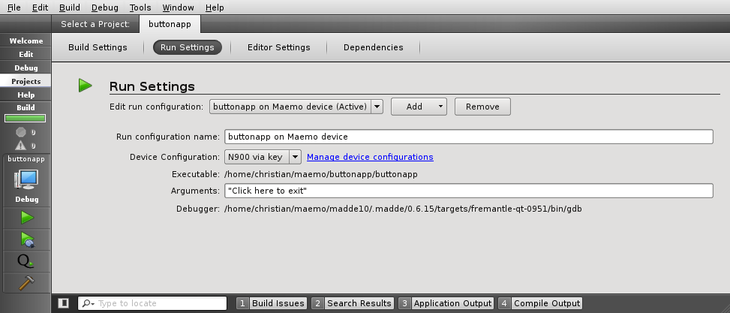 File Edit Build Debug Tools Window Help
Select a Project: buttonapp
Welcome
Edit
Debug
Projects
Help
Build
0
0
buttonapp
Debug
Build Settings Run Settings Editor Settings Dependencies
Run Settings
Edit run configuration: buttonapp on Maemo device (Active) Add Remove
Run configuration name: buttonapp on Maemo device
Device Configuration: N900 via key Manage device configurations
Executable: /home/christian/maemo/buttonapp/buttonapp
Arguments: "Click here to exit"
Debugger: /home/christian/maemo/madde10/.madde/0.6.15/targets/fremantle-qt-0951/bin/gdb
Type to locate 1 Build Issues 2 Search Results 3 Application Output 4 Compile Output